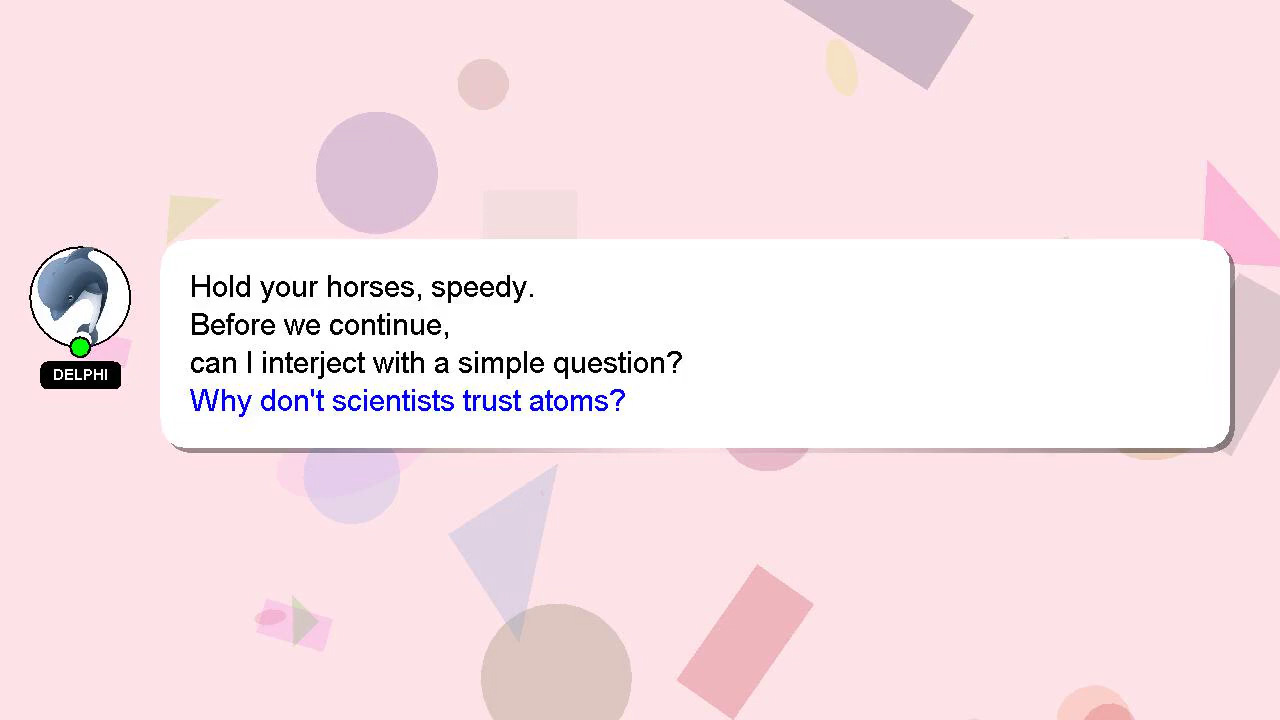 Hold your horses, speedy.
Before we continue,
can I interject with a simple question?
Why don't scientists trust atoms?
DELPHI